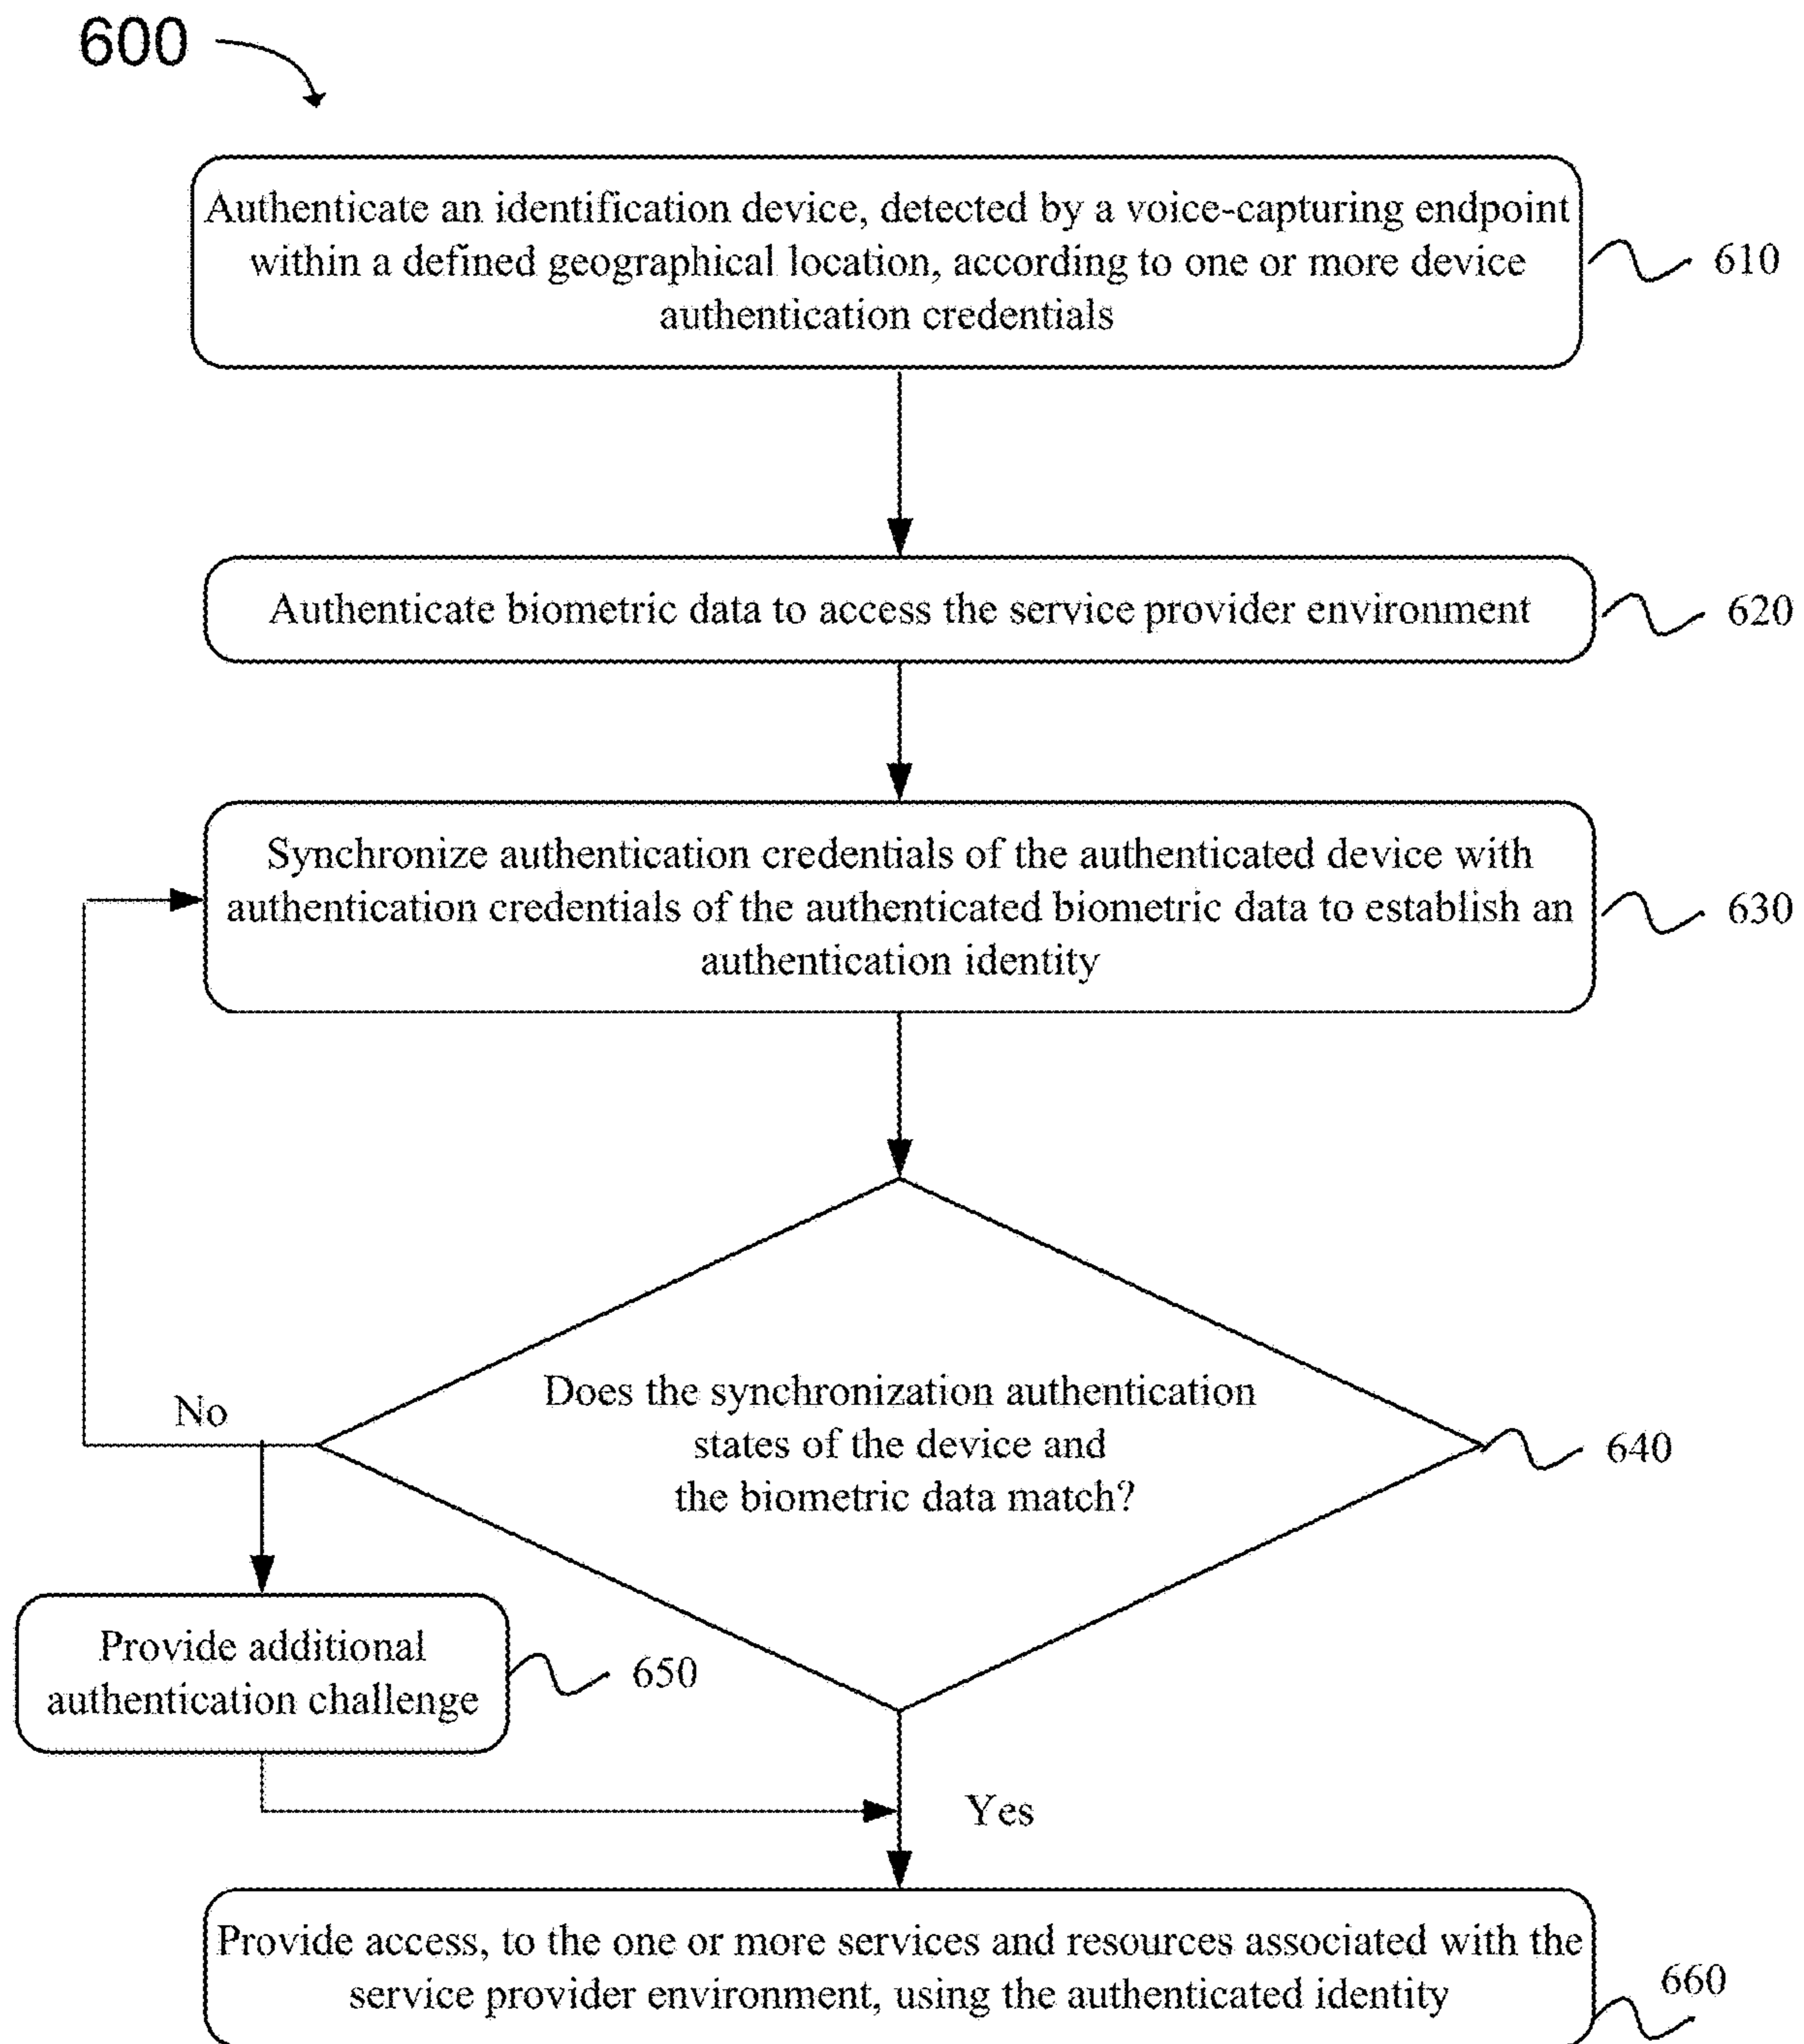 600
Authenticate an identification device, detected by a voice-capturing endpoint
within a defined geographical location, according to one or more device
authentication credentials
610
Authenticate biometric data to access the service provider environment
620
Synchronize authentication credentials of the authenticated device with
authentication credentials of the authenticated biometric data to establish an
authentication identity
630
No
Does the synchronization authentication
states of the device and
the biometric data match?
640
Provide additional
authentication challenge
650
Yes
Provide access, to the one or more services and resources associated with the
service provider environment, using the authenticated identity
660